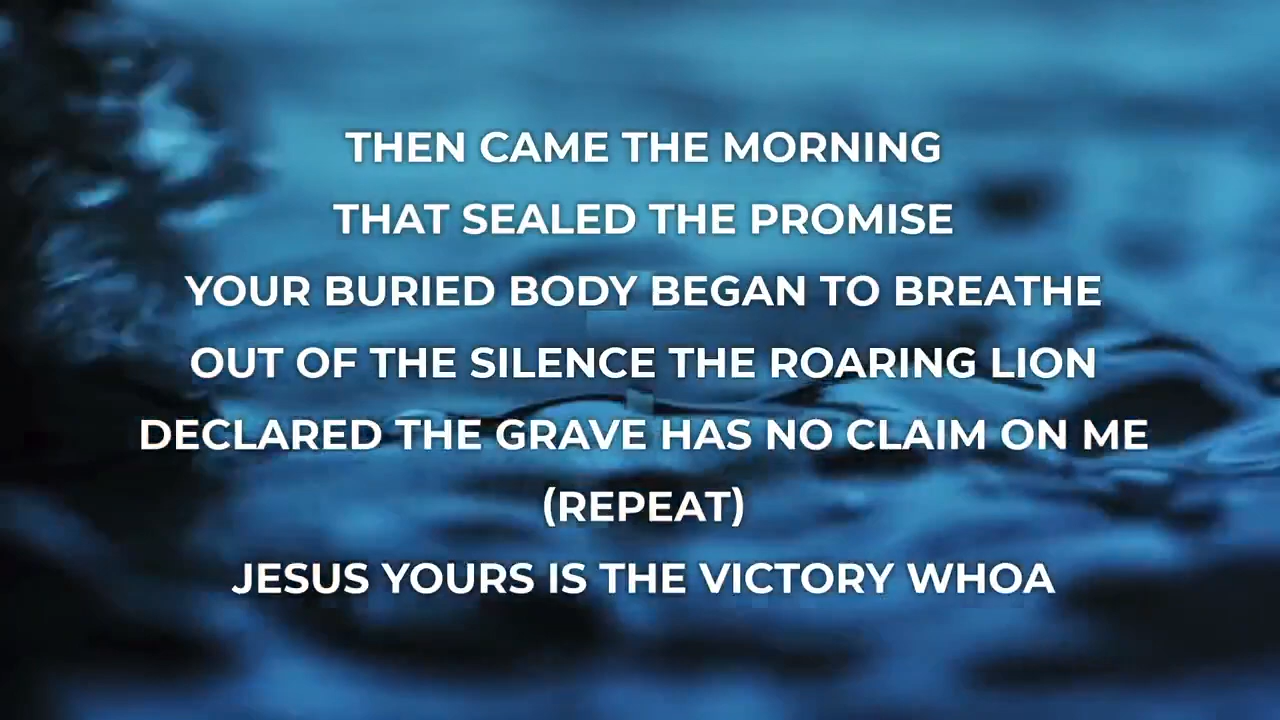 THEN CAME THE MORNING
THAT SEALED THE PROMISE
YOUR BURIED BODY BEGAN TO BREATHE
OUT OF THE SILENCE THE ROARING LION
DECLARED THE GRAVE HAS NO CLAIM ON ME
(REPEAT)
JESUS YOURS IS THE VICTORY WHOA